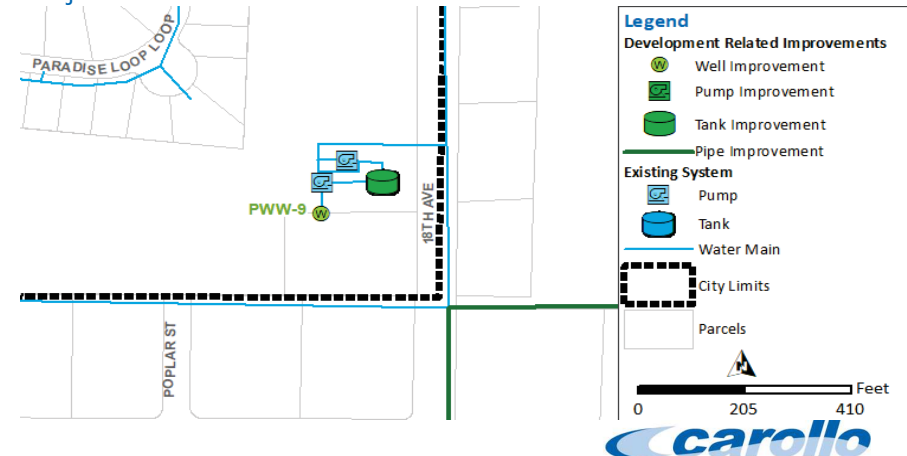 PARADISE LOOP LOOP
PWW-9
18TH AVE
POPLAR ST
Legend
Development Related Improvements
W Well Improvement
Pump Improvement
Tank Improvement
Pipe Improvement
Existing System
Pump
Tank
Water Main
City Limits
Parcels
N
Feet
0 205 410
W
carollo